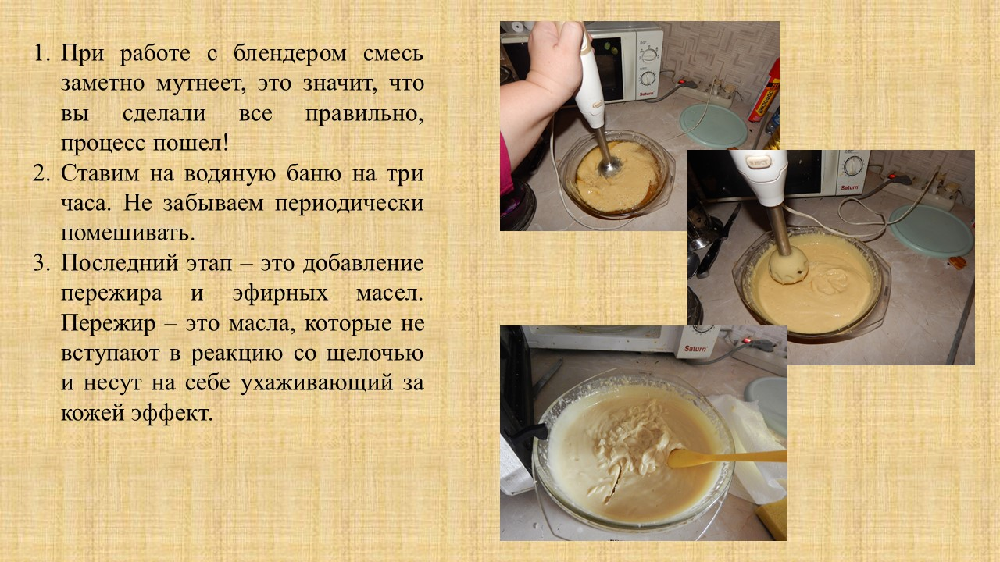 1. При работе с блендером смесь
заметно мутнеет, это значит, что
вы сделали все правильно,
процесс пошел!
2. Ставим на водяную баню на три
часа. Не забываем периодически
помешивать.
3. Последний этап – это добавление
пережира и эфирных масел.
Пережир – это масла, которые не
вступают в реакцию со щелочью
и несут на себе ухаживающий за
кожей эффект.
Saturn
Saturn
Saturn